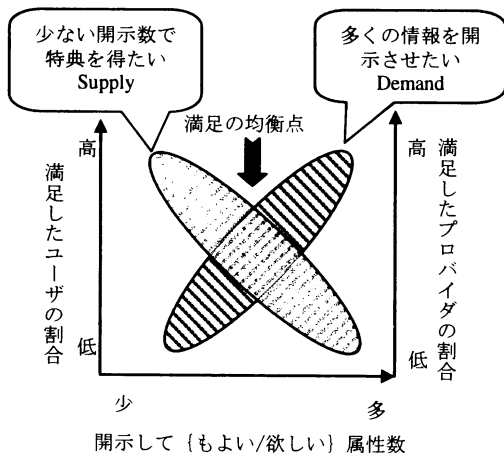 少ない開示数で
特典を得たい
Supply
多くの情報を開
示させたい
Demand
満足の均衡点
高
満足したユーザの割合
低
高
満足したプロバイダの割合
低
少
多
開示して {もよい/欲しい} 属性数